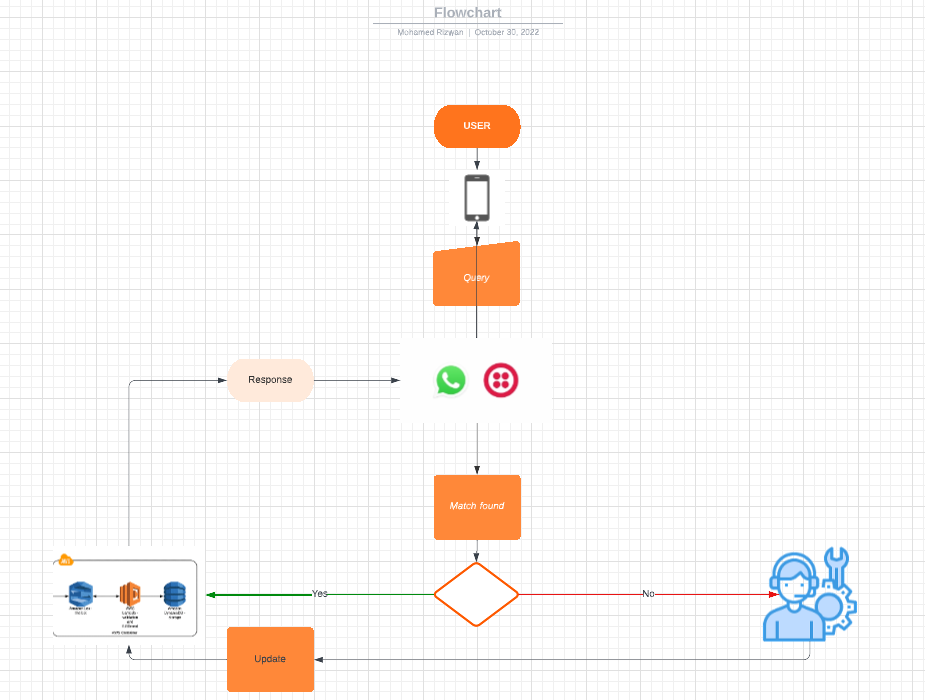 Flowchart
Mohamed Rizwan | October 30, 2022
USER
Query
Response
Match found
Yes
No
Update